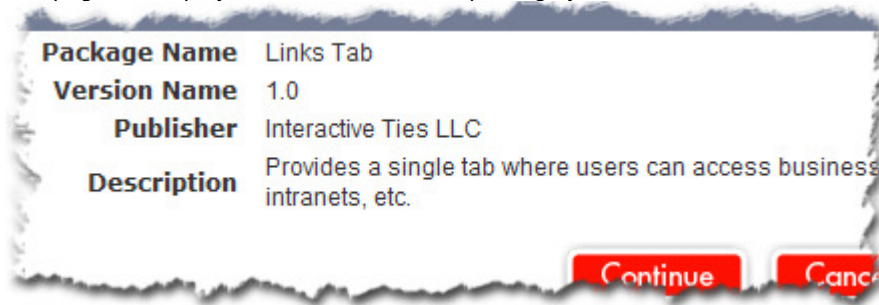 Package Name Links Tab
Version Name 1.0
Publisher Interactive Ties LLC
Description Provides a single tab where users can access business
intranets, etc.
Continue